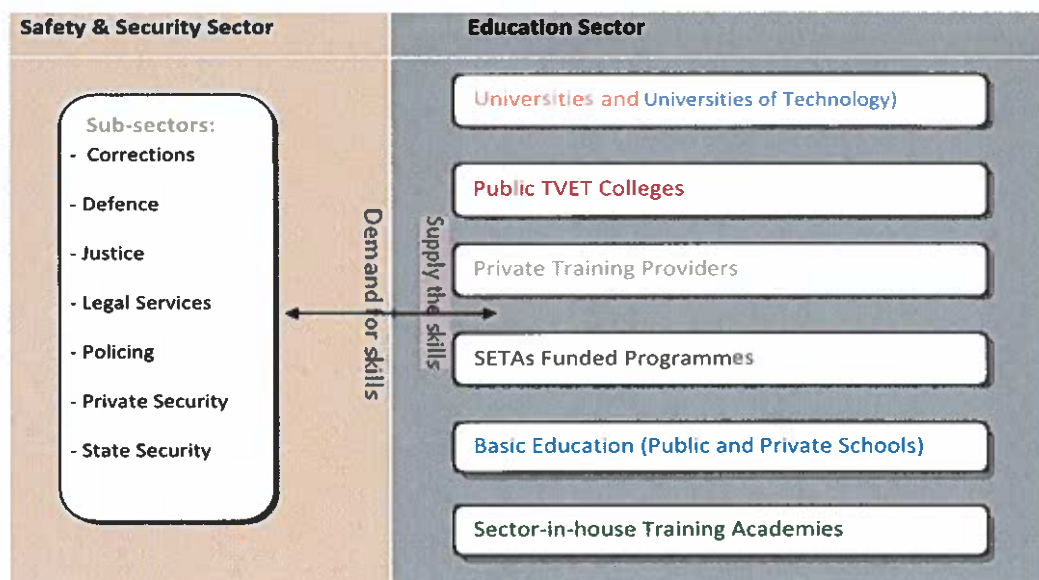 Safety & Security Sector
Sub-sectors:
- Corrections
- Defence
- Justice
- Legal Services
- Policing
- Private Security
- State Security
Demand for skills
Supply the skills
Education Sector
Universities and Universities of Technology)
Public TVET Colleges
Private Training Providers
SETAs Funded Programmes
Basic Education (Public and Private Schools)
Sector-in-house Training Academies